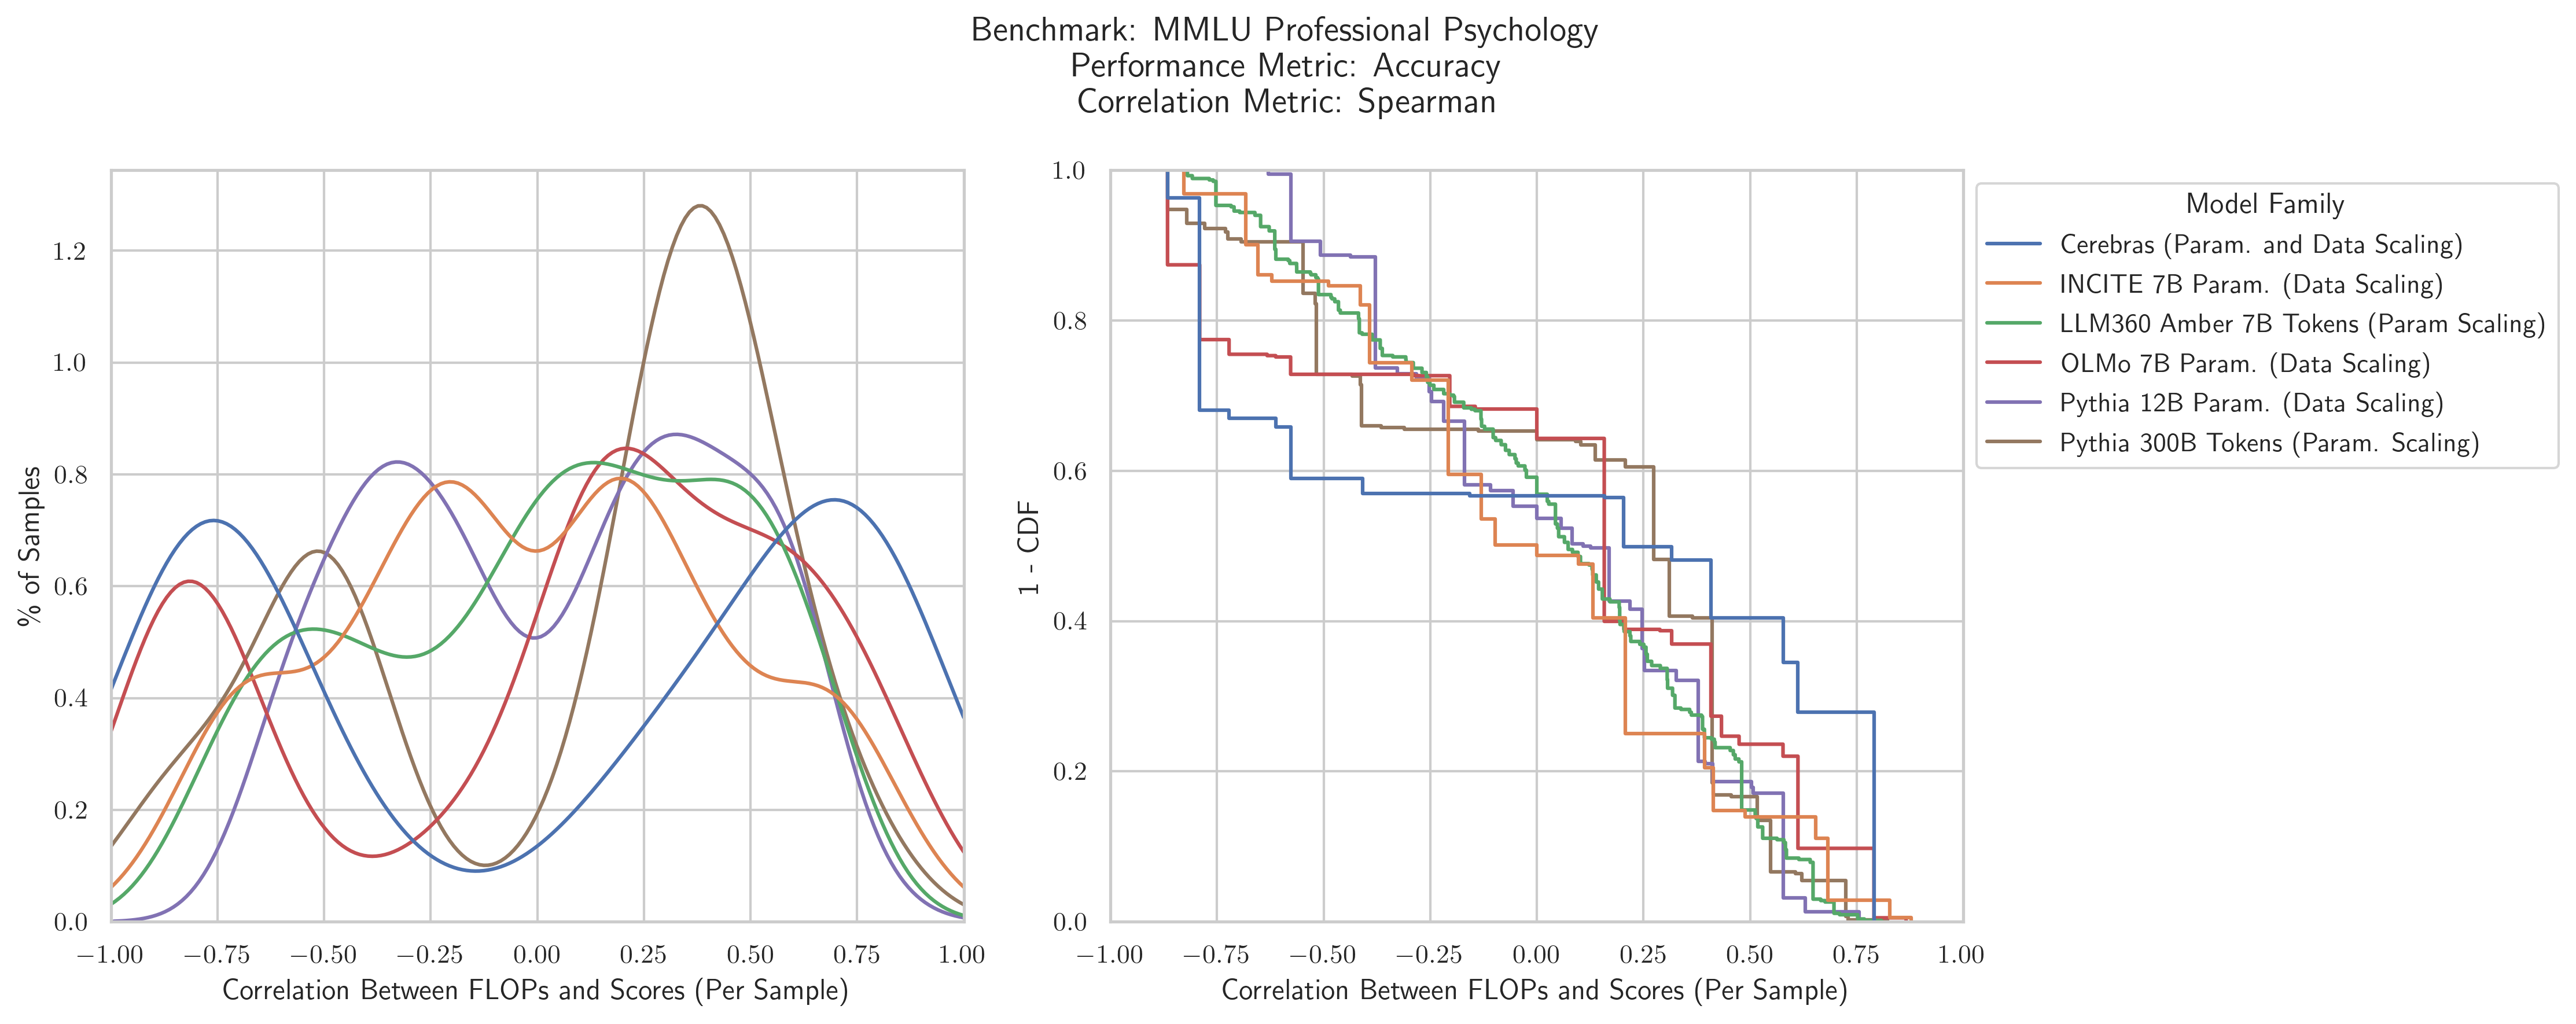 Benchmark: MMLU Professional Psychology
Performance Metric: Accuracy
Correlation Metric: Spearman
% of Samples
1.2
1.0
0.8
0.6
0.4
0.2
0.0
−1.00 −0.75 −0.50 −0.25 0.00 0.25 0.50 0.75 1.00
Correlation Between FLOPs and Scores (Per Sample)
1 - CDF
1.0
0.8
0.6
0.4
0.2
0.0
−1.00 −0.75 −0.50 −0.25 0.00 0.25 0.50 0.75 1.00
Correlation Between FLOPs and Scores (Per Sample)
Model Family
Cerebras (Param. and Data Scaling)
INCITE 7B Param. (Data Scaling)
LLM360 Amber 7B Tokens (Param Scaling)
OLMo 7B Param. (Data Scaling)
Pythia 12B Param. (Data Scaling)
Pythia 300B Tokens (Param. Scaling)